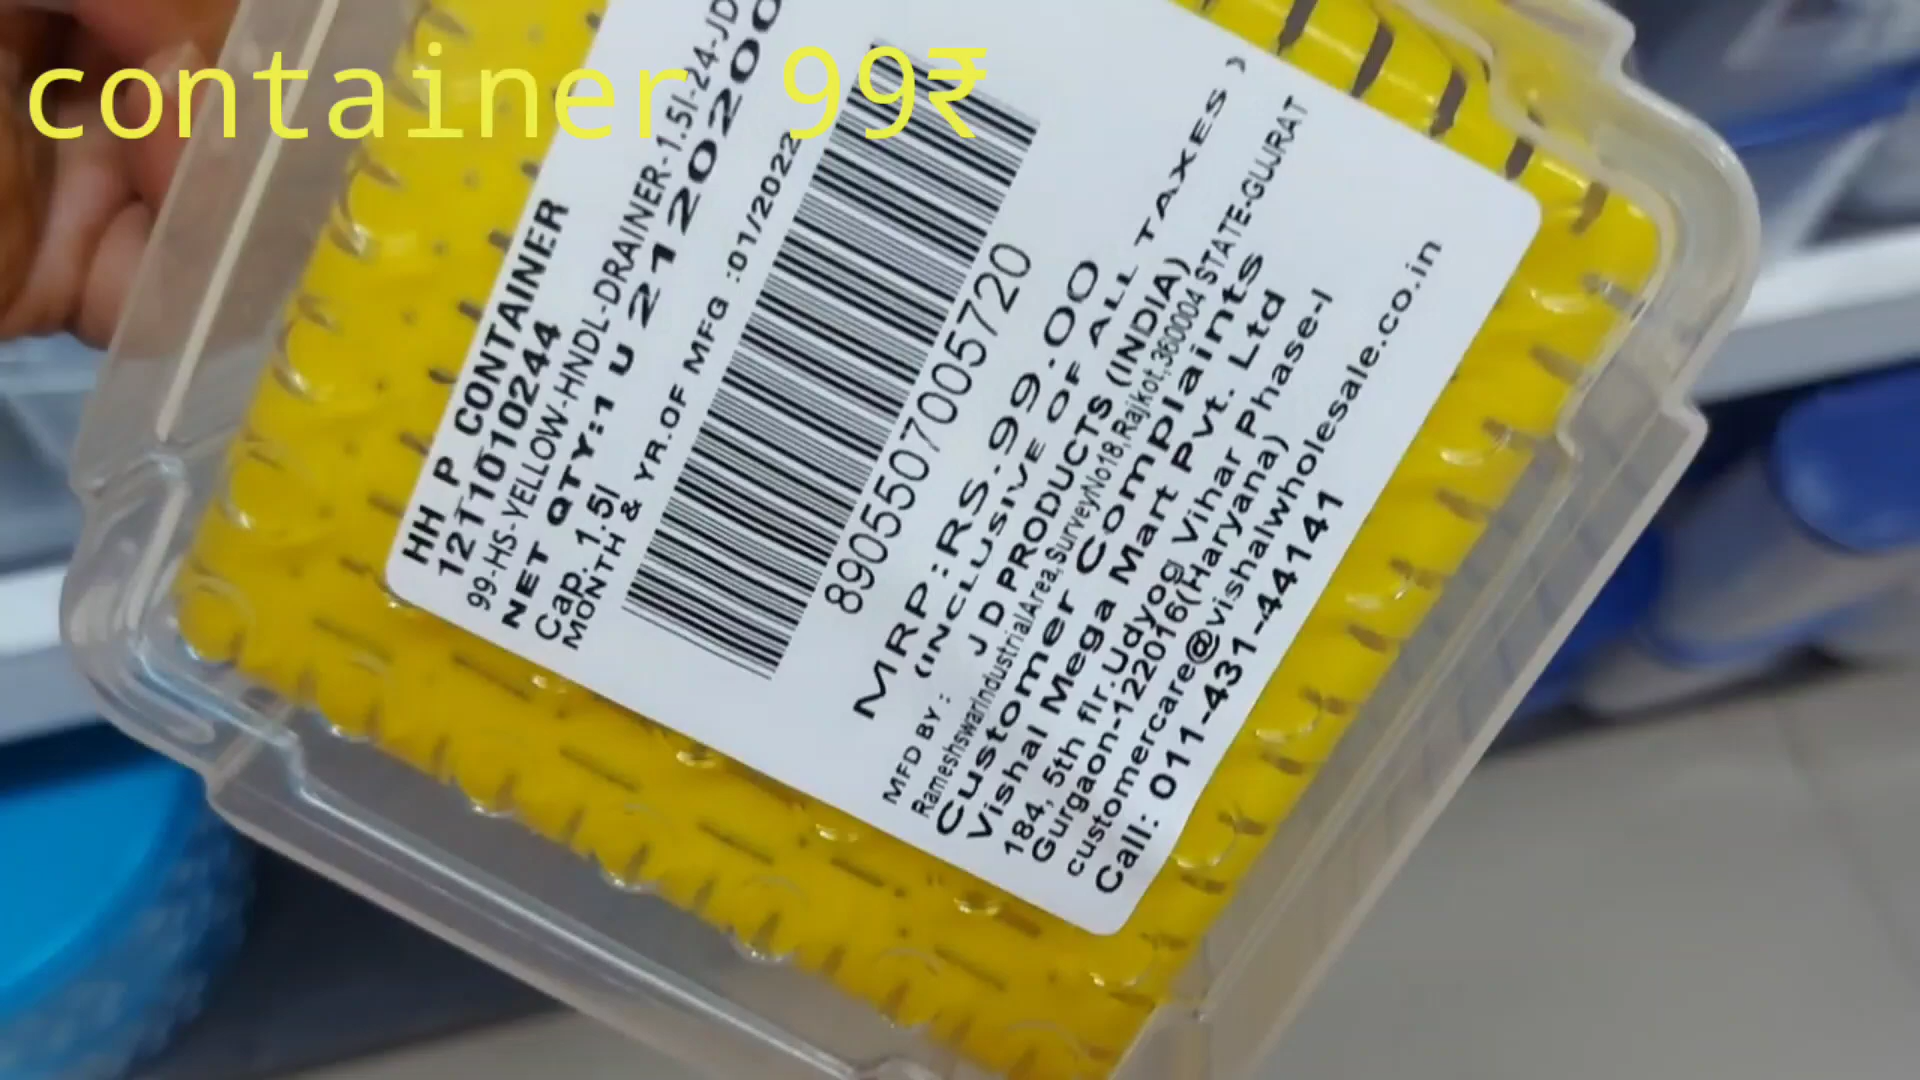 container 99₹
HH P CONTAINER
1211010244
99-HS-YELLOW-HNDL-DRAINER-1.5l-24-JD
NET QTY:1 U 21120200
Cap. 1.5l
MONTH & YR.OF MFG :01/2022
8905507005720
MRP:RS.99.00
(INCLUSIVE OF ALL TAXES )
MFD BY : J D PRODUCTS (INDIA)
RameshswarIndustrialArea,SurveyNo18,Rajkot,360004 STATE-GUJRAT
Customer Complaints
Vishal Mega Mart Pvt. Ltd
184, 5th flr.Udyog Vihar Phase-I
Gurgaon-122016(Haryana)
customercare@vishalwholesale.co.in
Call: 011-431-44141